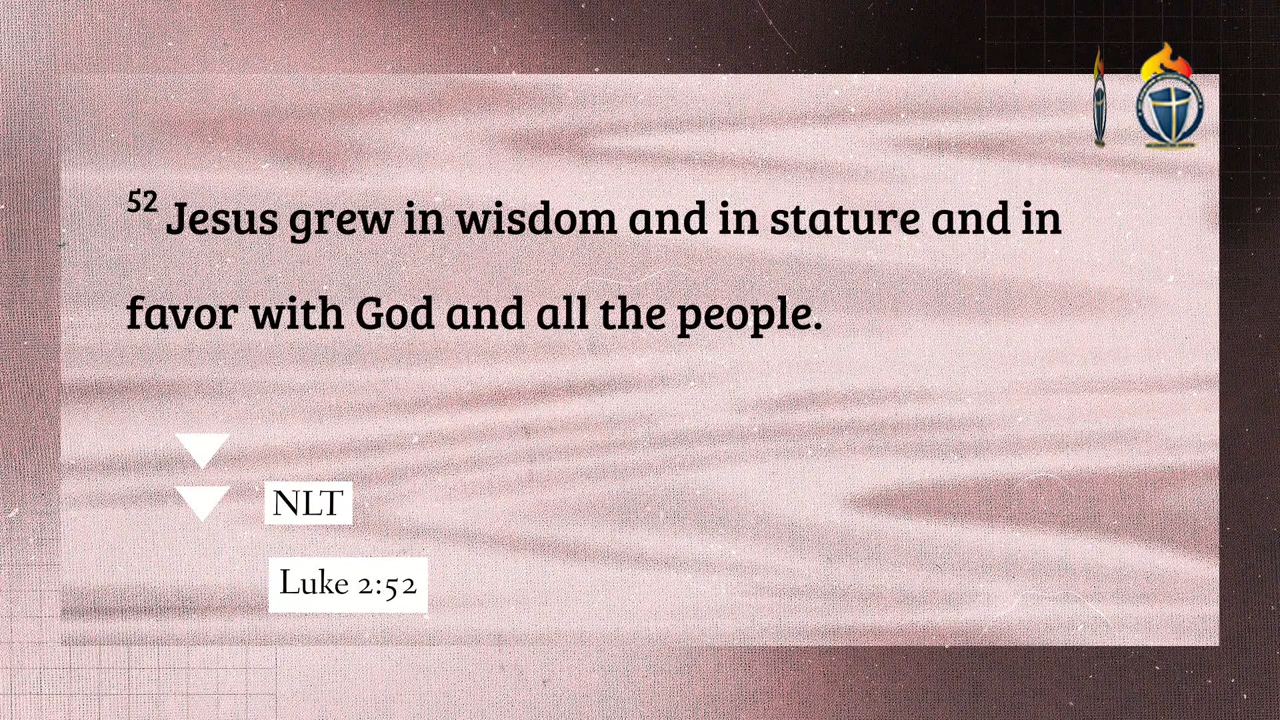 52 Jesus grew in wisdom and in stature and in
favor with God and all the people.
NLT
Luke 2:52